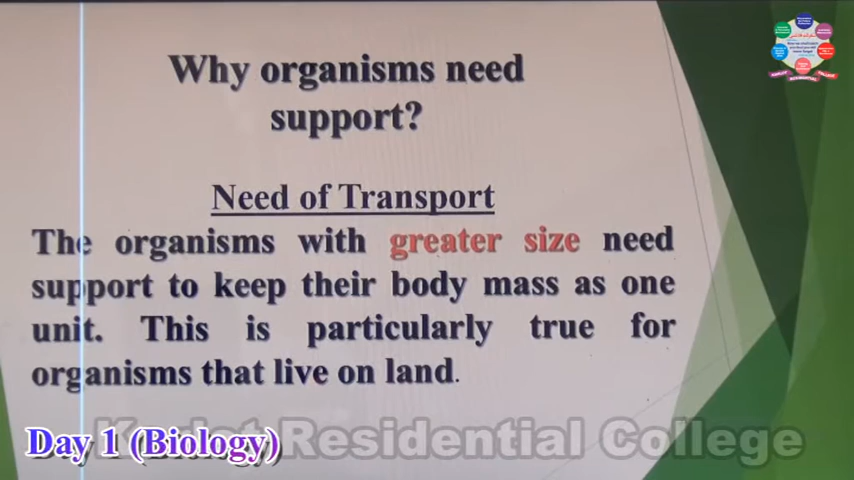 Why organisms need
support?
Need of Transport
The organisms with greater size need
support to keep their body mass as one
unit. This is particularly true for
organisms that live on land.
Day 1 (Biology)
Residential College